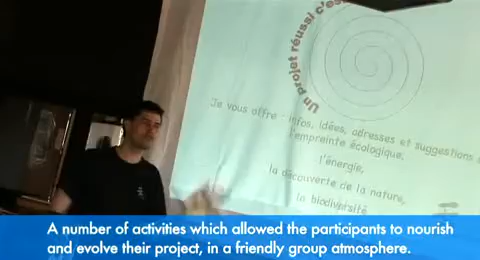 Un projet réussi c'es
Je vous offre : infos, idées, adresses et suggestions
l'empreinte écologique,
l'énergie,
la découverte de la nature,
la biodiversité
A number of activities which allowed the participants to nourish
and evolve their project, in a friendly group atmosphere.